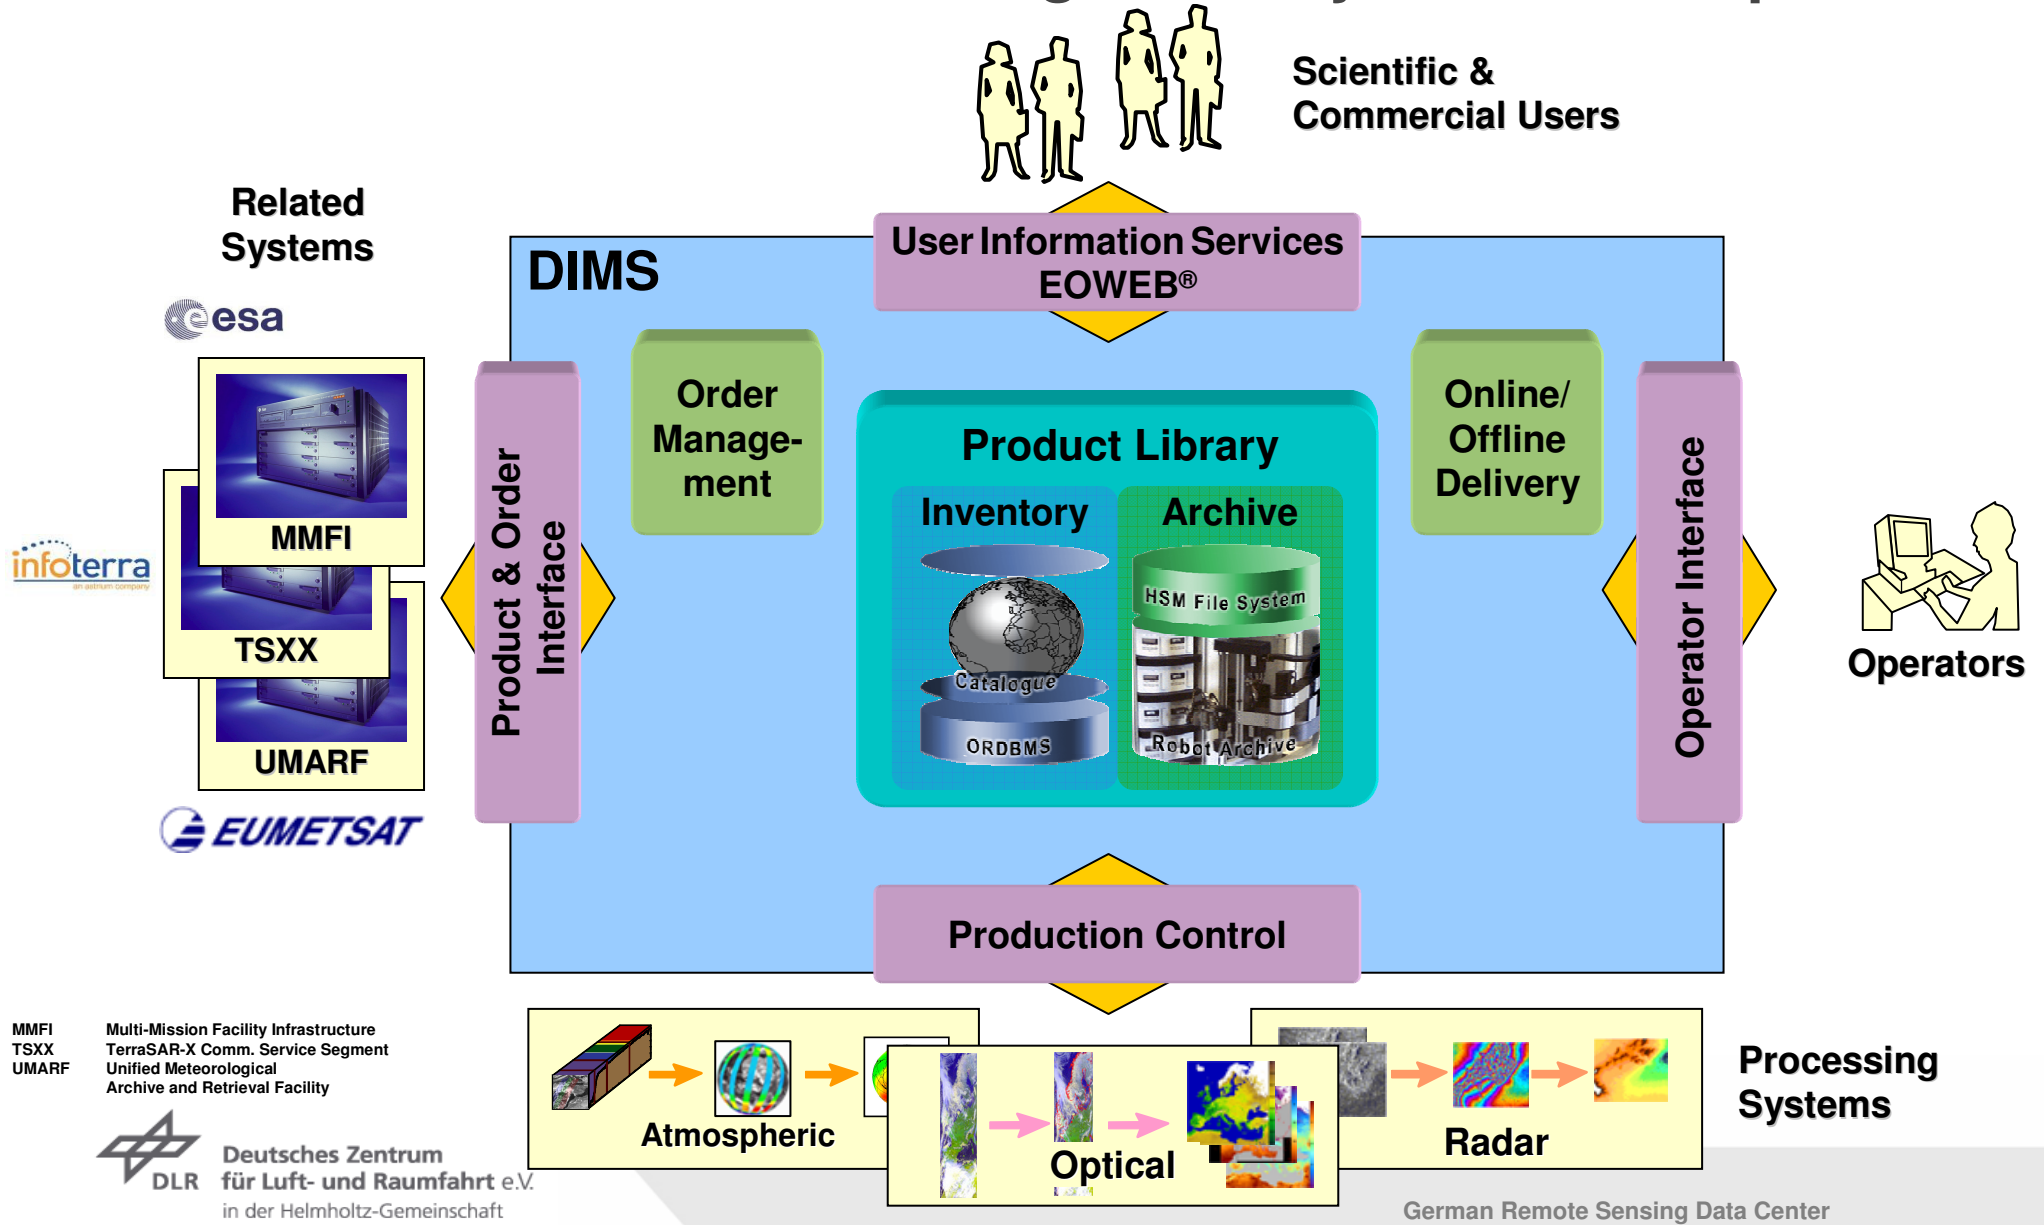 Scientific &
Commercial Users
Related
Systems
esa
DIMS
User Information Services
EOWEB®
Order
Manage-
ment
Online/
Offline
Delivery
Product Library
Inventory
Archive
Catalogue
ORDBMS
HSM File System
Robot Archive
Product & Order
Interface
Operator Interface
MMFI
infoterra
an astrium company
TSXX
UMARF
EUMETSAT
Operators
Production Control
MMFI Multi-Mission Facility Infrastructure
TSXX TerraSAR-X Comm. Service Segment
UMARF Unified Meteorological
Archive and Retrieval Facility
Atmospheric
Optical
Radar
Processing
Systems
DLR
Deutsches Zentrum
für Luft- und Raumfahrt e.V.
in der Helmholtz-Gemeinschaft
German Remote Sensing Data Center